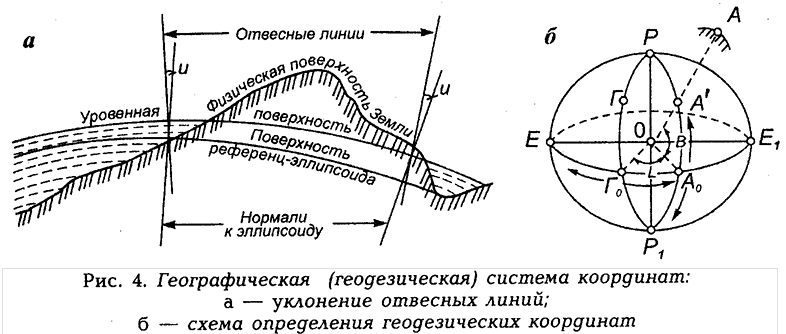 а
Отвесные линии
и
Физическая поверхность Земли
и
Уровенная поверхность
Поверхность
референц-эллипсоида
Нормали
к эллипсоиду
б
A
P
Г
A'
E
O
B
E₁
L
Г₀
A₀
P₁
Рис. 4. Географическая (геодезическая) система координат:
а — уклонение отвесных линий;
б — схема определения геодезических координат